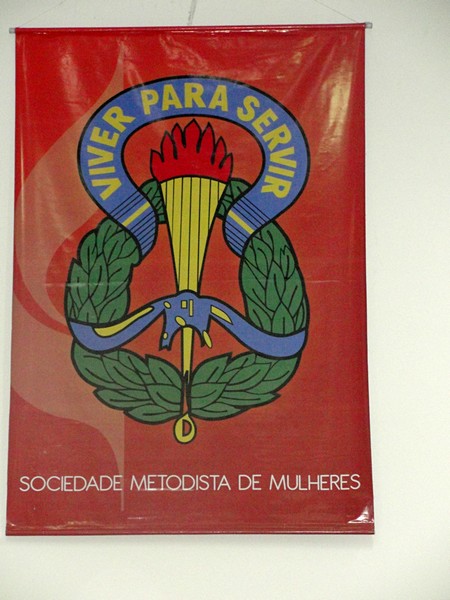 VIVER PARA SERVIR
SOCIEDADE METODISTA DE MULHERES